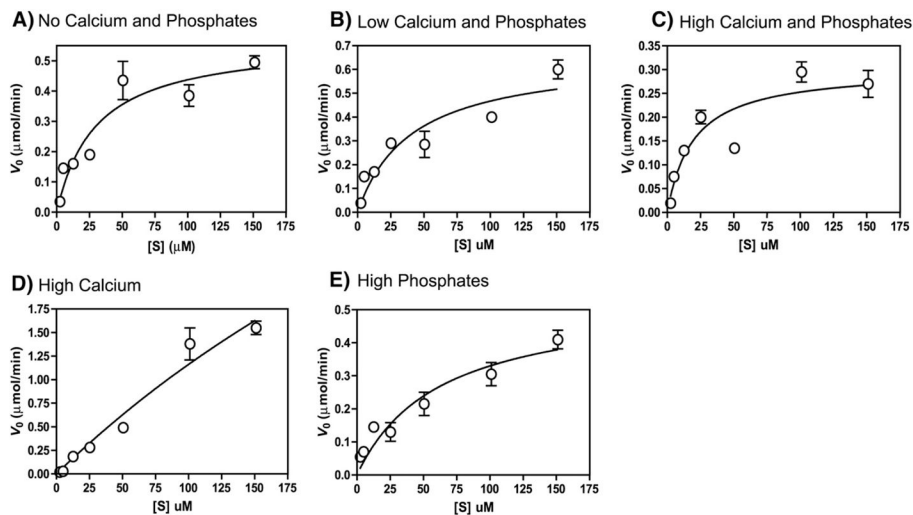 A) No Calcium and Phosphates
0.6
0.5
0.4
0.3
0.2
0.1
0.0
V0 (μmol/min)
0 25 50 75 100 125 150 175
[S] (μM)
B) Low Calcium and Phosphates
0.7
0.6
0.5
0.4
0.3
0.2
0.1
0.0
V0 (μmol/min)
0 25 50 75 100 125 150 175
[S] uM
C) High Calcium and Phosphates
0.35
0.30
0.25
0.20
0.15
0.10
0.05
0.00
V0 (μmol/min)
0 25 50 75 100 125 150 175
[S] uM
D) High Calcium
1.75
1.50
1.25
1.00
0.75
0.50
0.25
0.00
V0 (μmol/min)
0 25 50 75 100 125 150 175
[S] uM
E) High Phosphates
0.5
0.4
0.3
0.2
0.1
0.0
V0 (μmol/min)
0 25 50 75 100 125 150 175
[S] uM